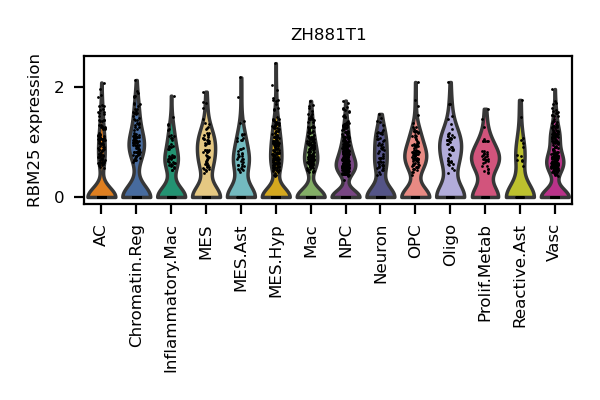 ZH881T1
RBM25 expression
2
0
AC
Chromatin.Reg
Inflammatory.Mac
MES
MES.Ast
MES.Hyp
Mac
NPC
Neuron
OPC
Oligo
Prolif.Metab
Reactive.Ast
Vasc